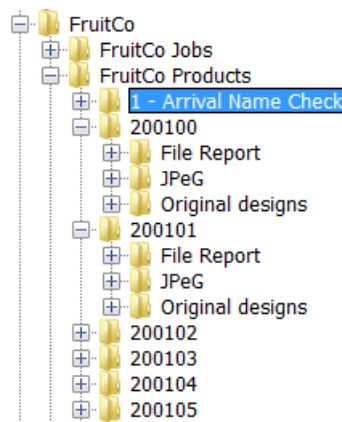 FruitCo
FruitCo Jobs
FruitCo Products
1 - Arrival Name Check
200100
File Report
JPeG
Original designs
200101
File Report
JPeG
Original designs
200102
200103
200104
200105